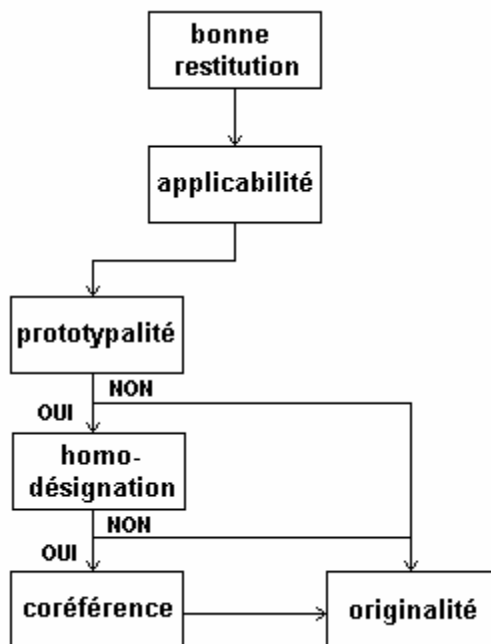 bonne
restitution
applicabilité
prototypalité
NON
OUI
homo-
désignation
NON
OUI
coréférence
originalité